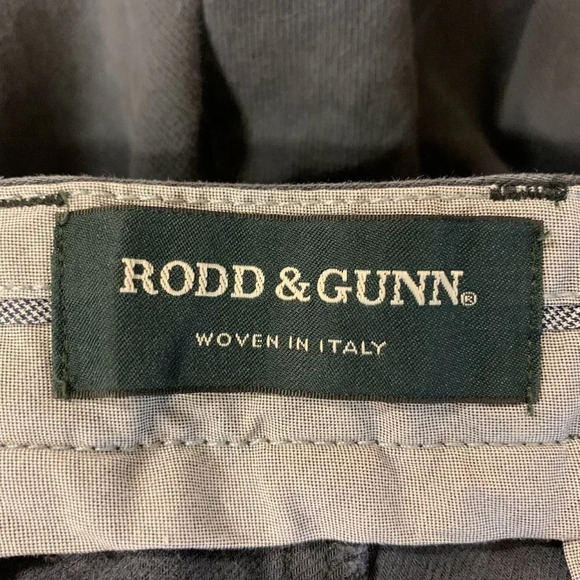 RODD & GUNN®
WOVEN IN ITALY